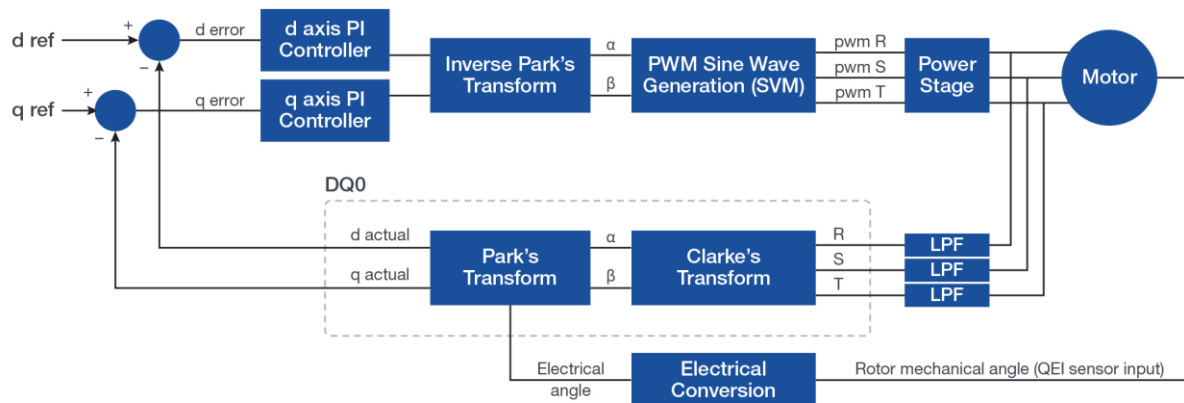 +
d ref
d error
−
d axis PI
Controller
+
q ref
q error
−
q axis PI
Controller
Inverse Park's
Transform
α
β
PWM Sine Wave
Generation (SVM)
pwm R
pwm S
pwm T
Power
Stage
Motor
DQ0
d actual
q actual
Park's
Transform
α
β
Clarke's
Transform
R
S
T
LPF
LPF
LPF
Electrical
angle
Electrical
Conversion
Rotor mechanical angle (QEI sensor input)